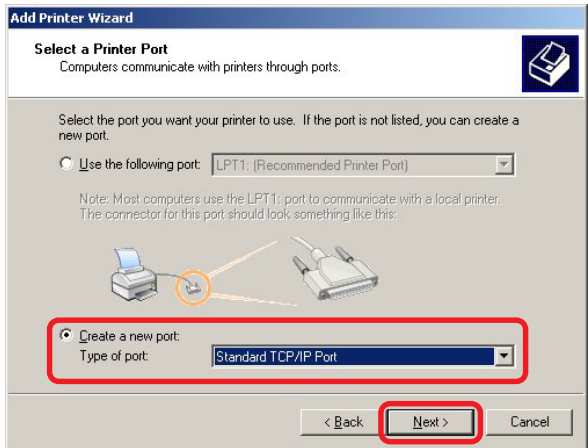 Add Printer Wizard
Select a Printer Port
Computers communicate with printers through ports.
Select the port you want your printer to use. If the port is not listed, you can create a
new port.
Use the following port: LPT1: (Recommended Printer Port)
Note: Most computers use the LPT1: port to communicate with a local printer.
The connector for this port should look something like this:
Create a new port:
Type of port: Standard TCP/IP Port
< Back Next > Cancel